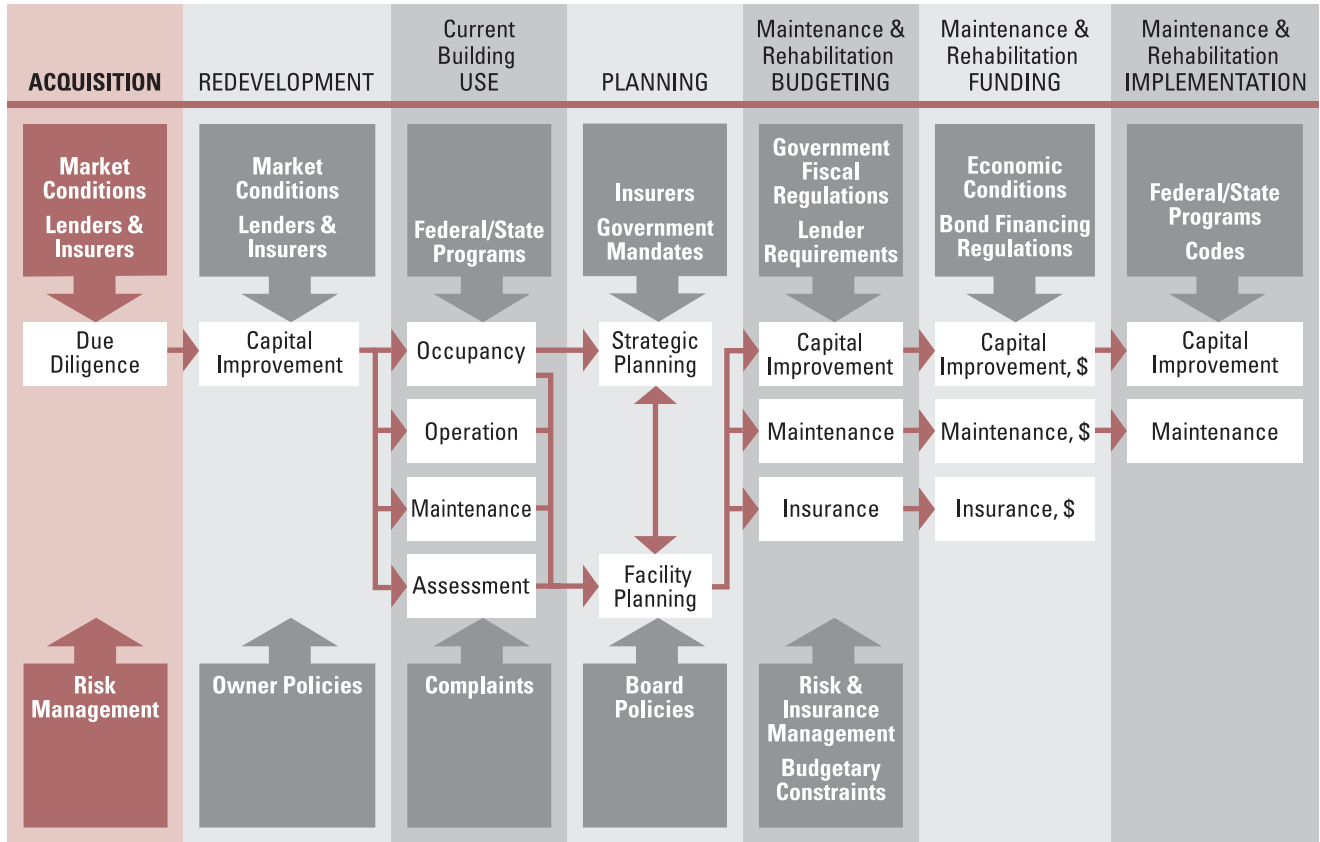 ACQUISITION
REDEVELOPMENT
Current
Building
USE
PLANNING
Maintenance &
Rehabilitation
BUDGETING
Maintenance &
Rehabilitation
FUNDING
Maintenance &
Rehabilitation
IMPLEMENTATION
Market
Conditions
Lenders &
Insurers
Market
Conditions
Lenders &
Insurers
Federal/State
Programs
Insurers
Government
Mandates
Government
Fiscal
Regulations
Lender
Requirements
Economic
Conditions
Bond Financing
Regulations
Federal/State
Programs
Codes
Due
Diligence
Capital
Improvement
Occupancy
Strategic
Planning
Capital
Improvement
Capital
Improvement, $
Capital
Improvement
Operation
Maintenance
Maintenance, $
Maintenance
Maintenance
Insurance
Insurance, $
Assessment
Facility
Planning
Risk
Management
Owner Policies
Complaints
Board
Policies
Risk &
Insurance
Management
Budgetary
Constraints